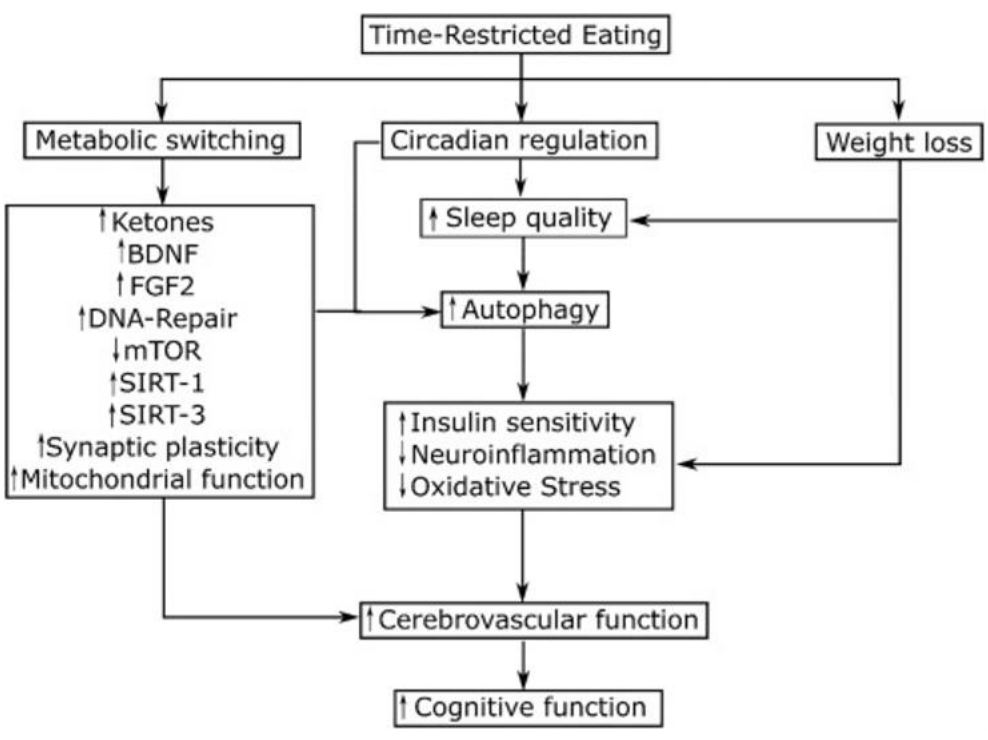 Time-Restricted Eating
Metabolic switching
Circadian regulation
Weight loss
↑Ketones
↑BDNF
↑FGF2
↑DNA-Repair
↓mTOR
↑SIRT-1
↑SIRT-3
↑Synaptic plasticity
↑Mitochondrial function
↑Sleep quality
↑Autophagy
↑Insulin sensitivity
↓Neuroinflammation
↓Oxidative Stress
↑Cerebrovascular function
↑Cognitive function